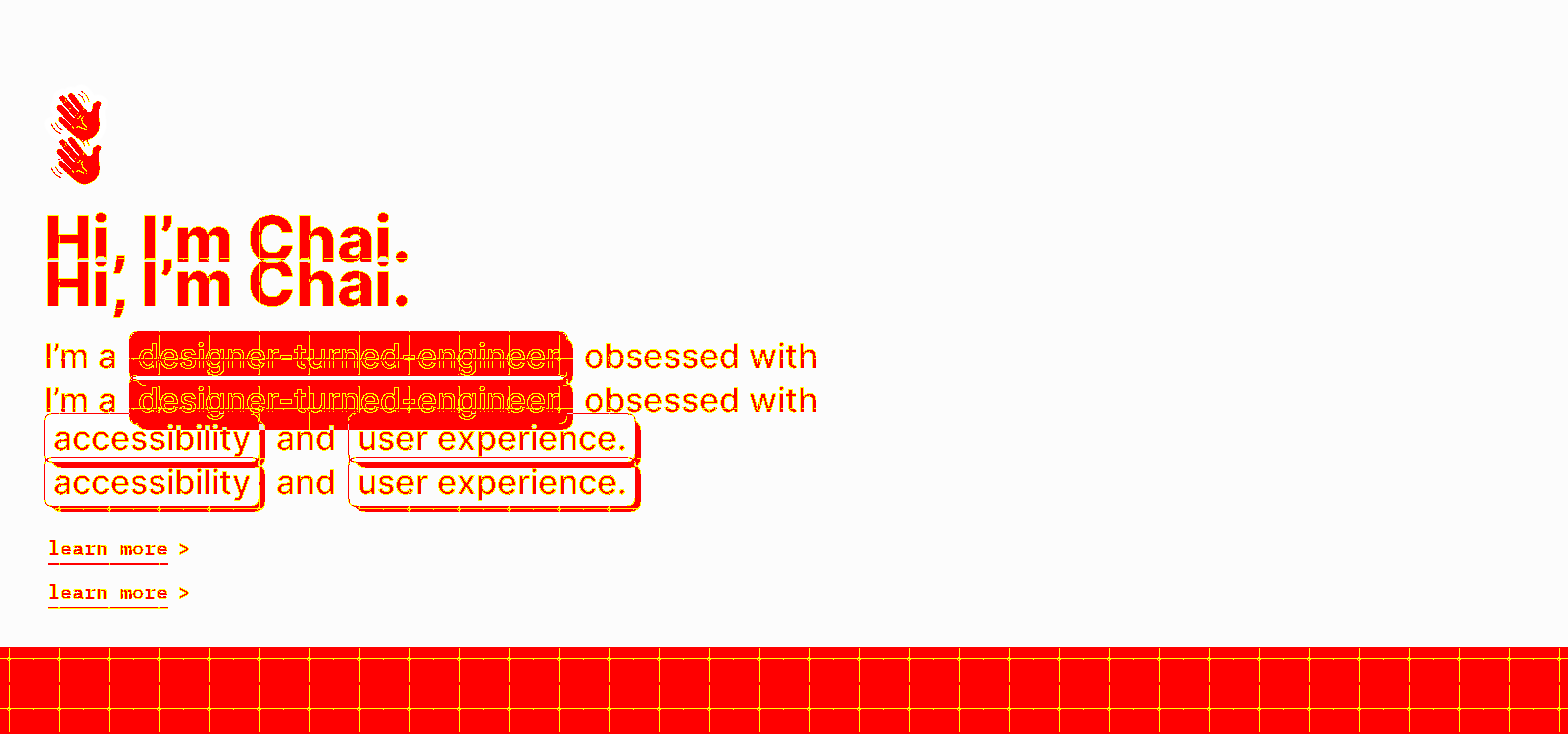 Hi, I’m Chai.
Hi, I’m Chai.
I’m a designer-turned-engineer obsessed with
I’m a designer-turned-engineer obsessed with
accessibility and user experience.
accessibility and user experience.
learn more >
learn more >